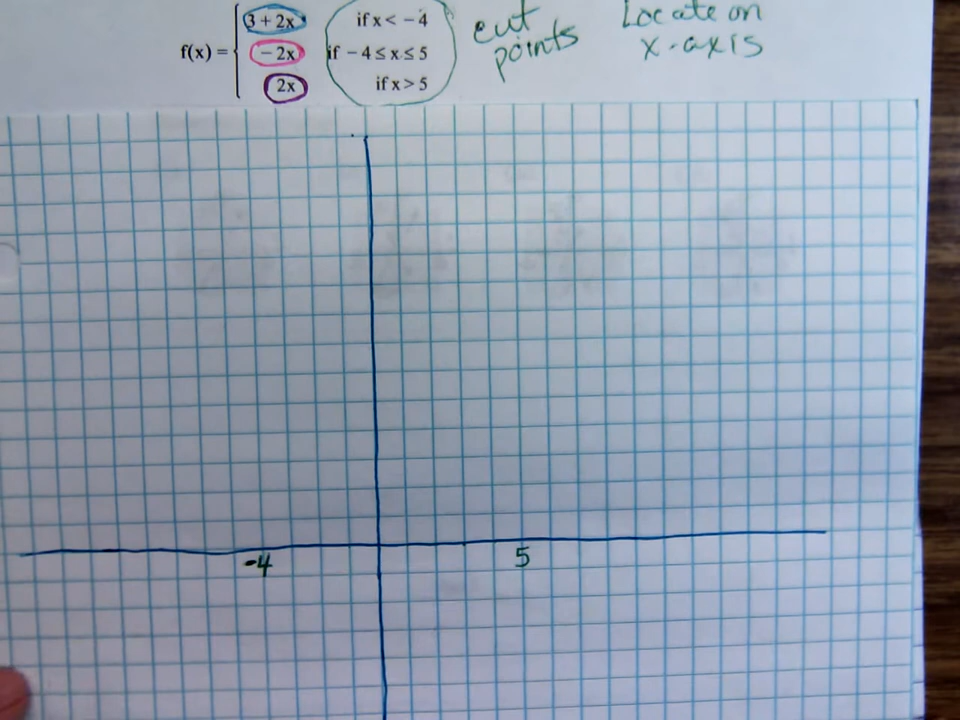 3 + 2x if x < - 4
f(x) = - 2x if - 4 ≤ x ≤ 5
2x if x > 5
cut
points
Locate on
x-axis
-4 5